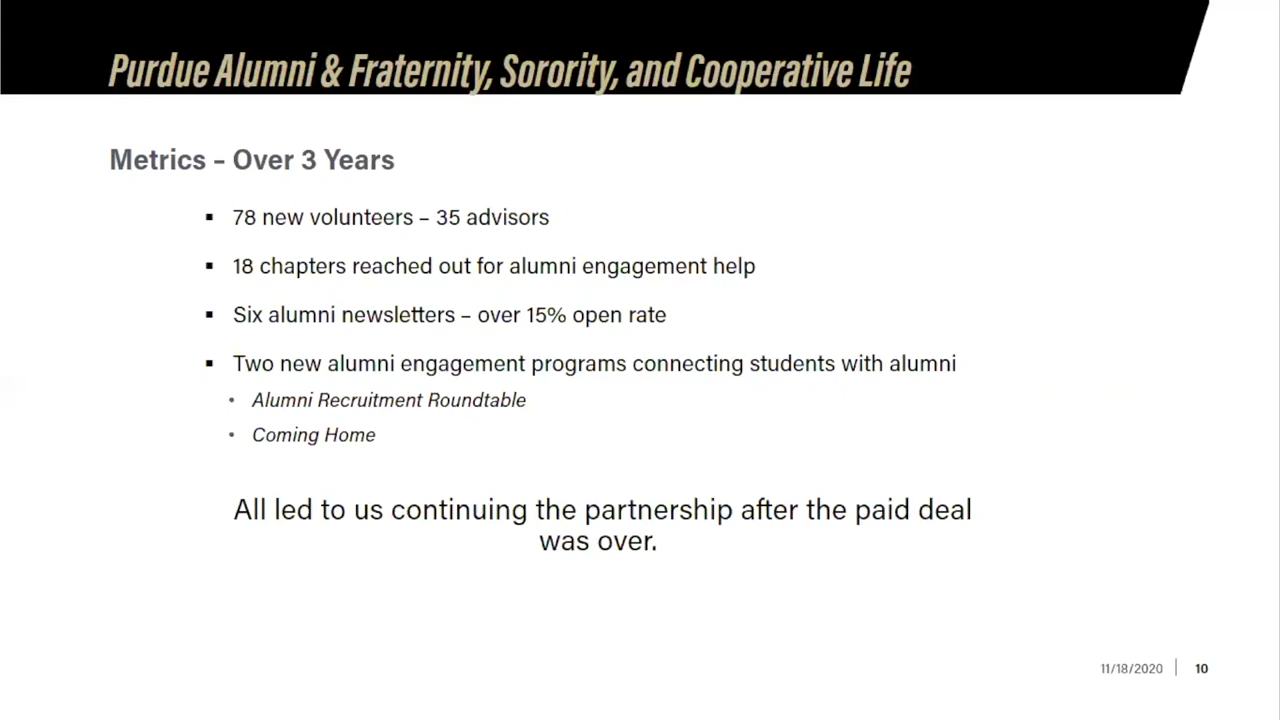 Purdue Alumni & Fraternity, Sorority, and Cooperative Life
Metrics – Over 3 Years
▪ 78 new volunteers – 35 advisors
▪ 18 chapters reached out for alumni engagement help
▪ Six alumni newsletters – over 15% open rate
▪ Two new alumni engagement programs connecting students with alumni
• Alumni Recruitment Roundtable
• Coming Home
All led to us continuing the partnership after the paid deal
was over.
11/18/2020 | 10